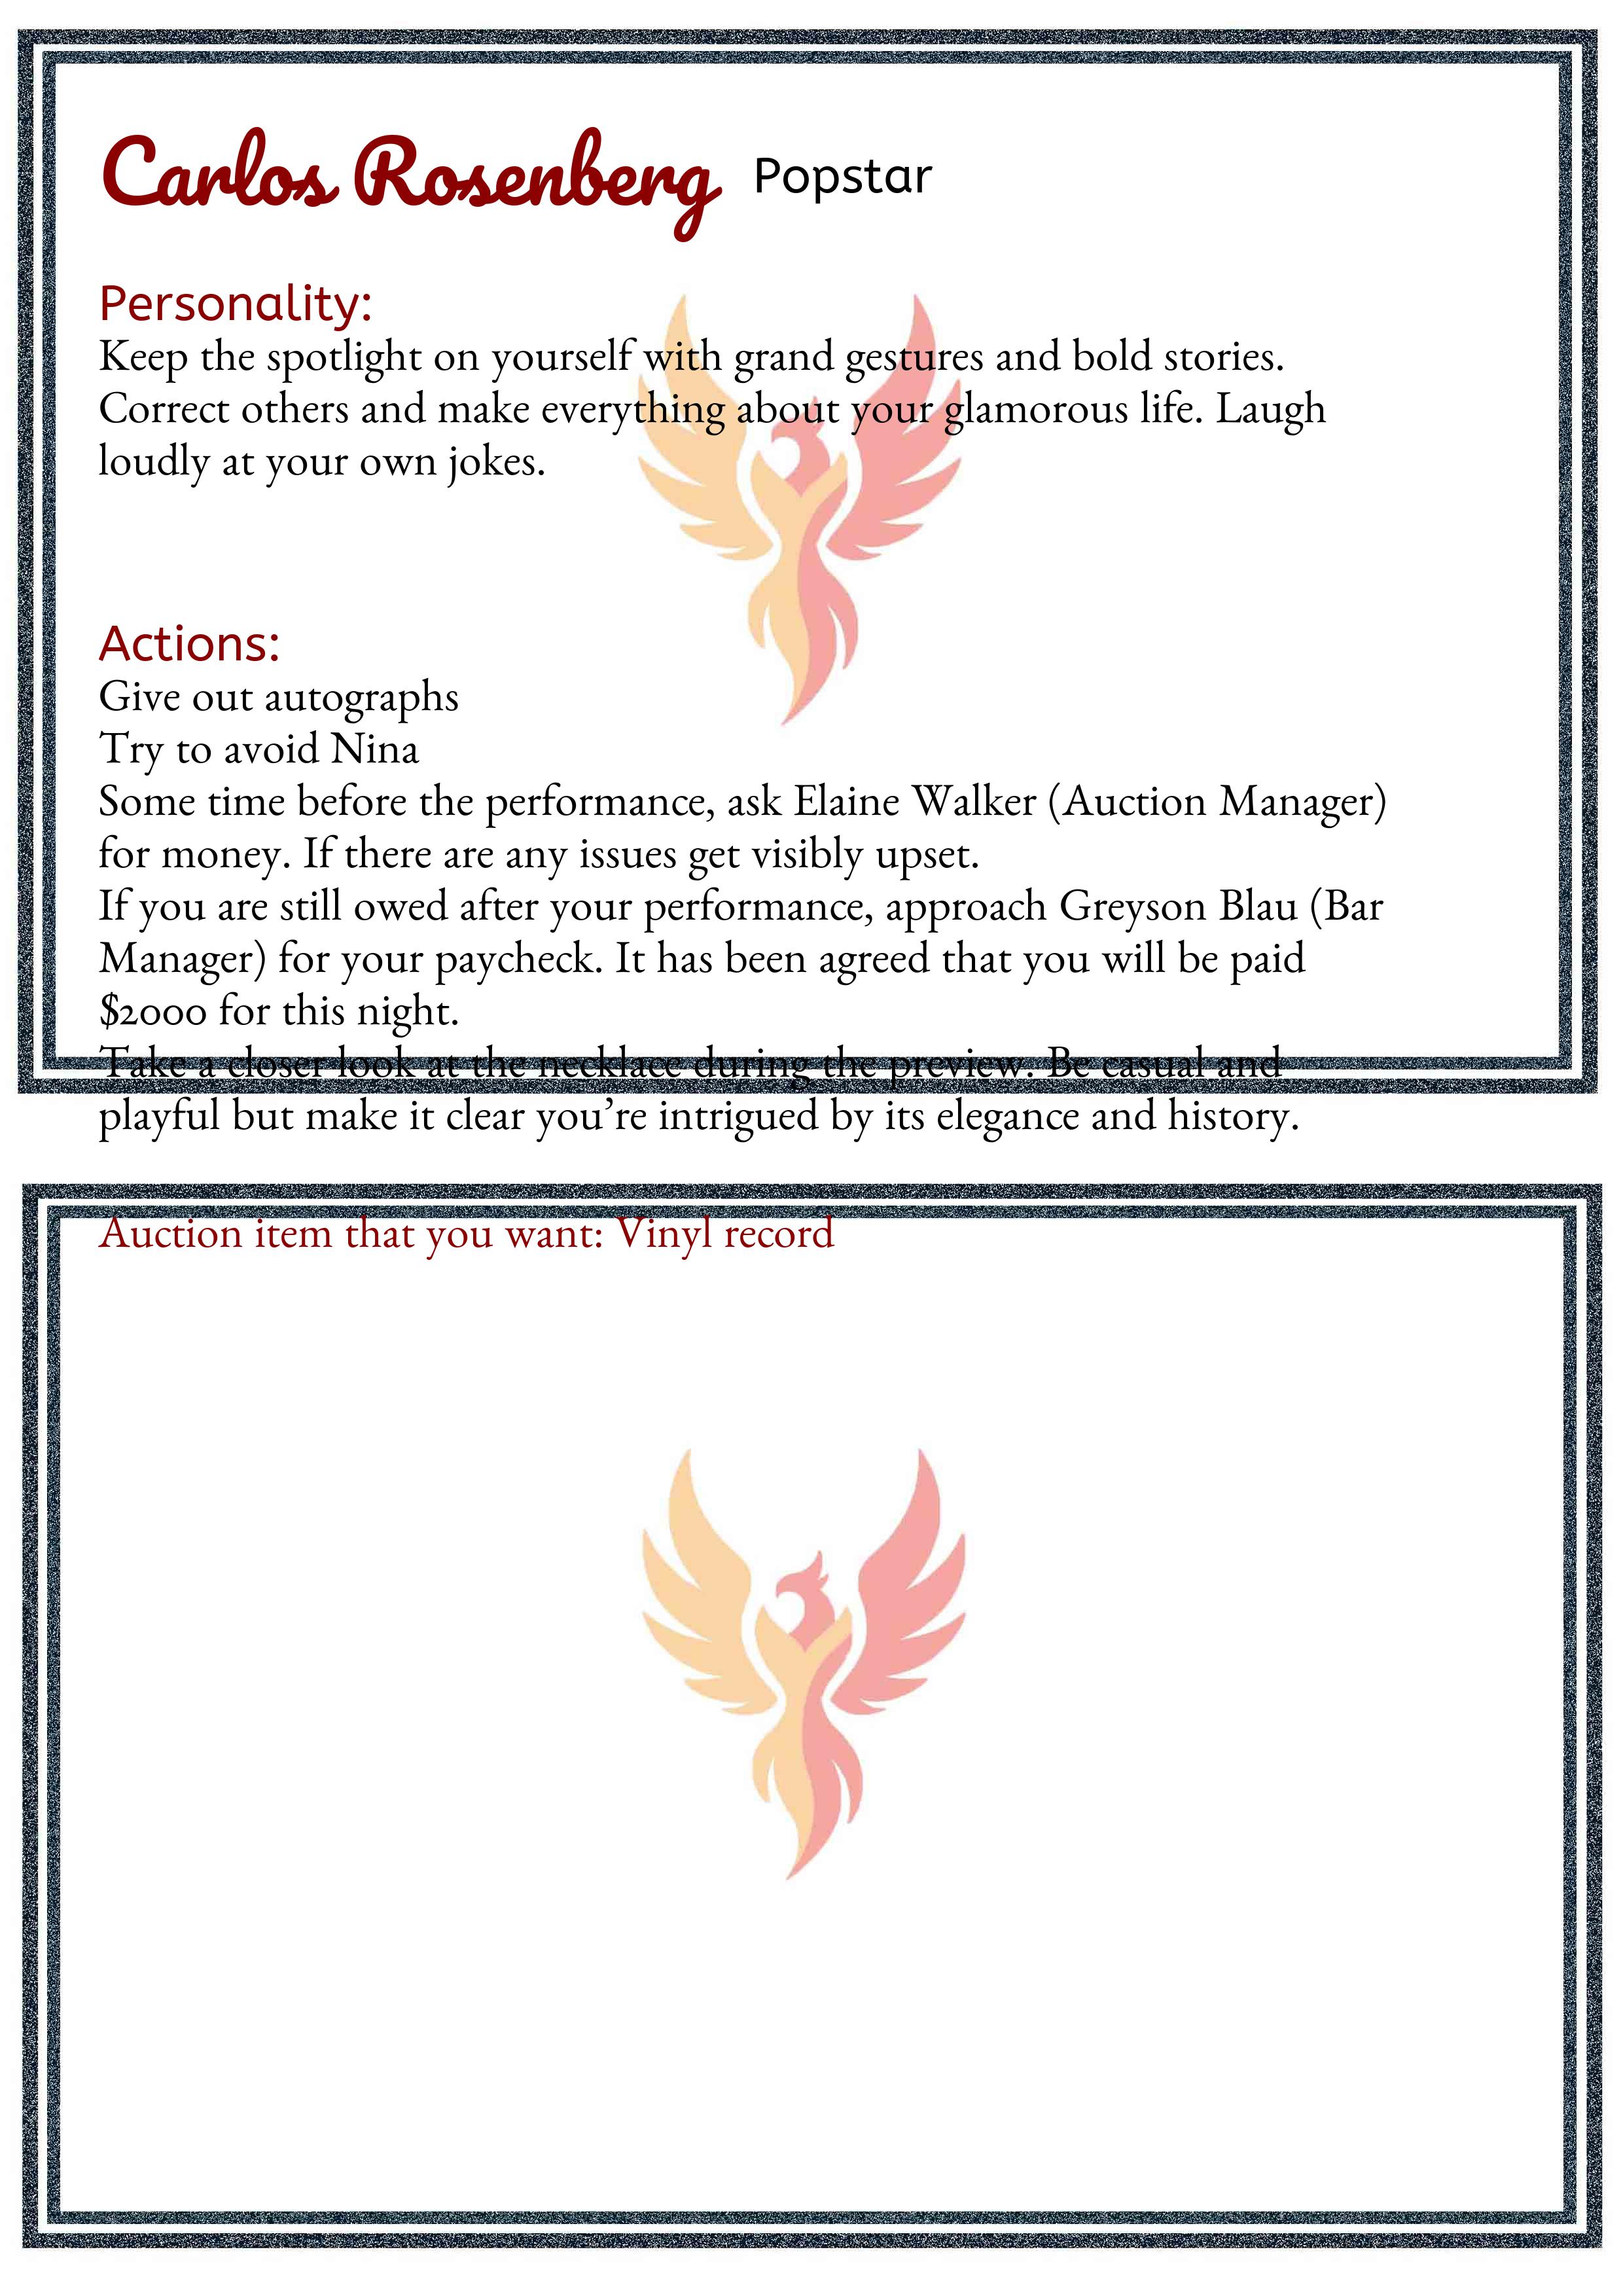 Carlos Rosenberg Popstar
Personality:
Keep the spotlight on yourself with grand gestures and bold stories.
Correct others and make everything about your glamorous life. Laugh
loudly at your own jokes.
Actions:
Give out autographs
Try to avoid Nina
Some time before the performance, ask Elaine Walker (Auction Manager)
for money. If there are any issues get visibly upset.
If you are still owed after your performance, approach Greyson Blau (Bar
Manager) for your paycheck. It has been agreed that you will be paid
$2000 for this night.
Take a closer look at the necklace during the preview. Be casual and
playful but make it clear you’re intrigued by its elegance and history.
Auction item that you want: Vinyl record